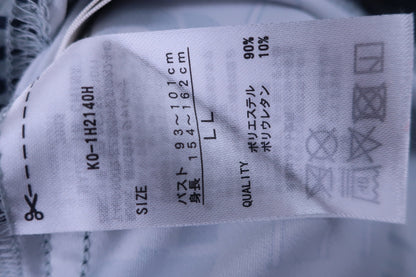 KO-1H2140H
SIZE
バスト 93～101cm
身長 154～162cm
LL
QUALITY
ポリエステル 90%
ポリウレタン 10%